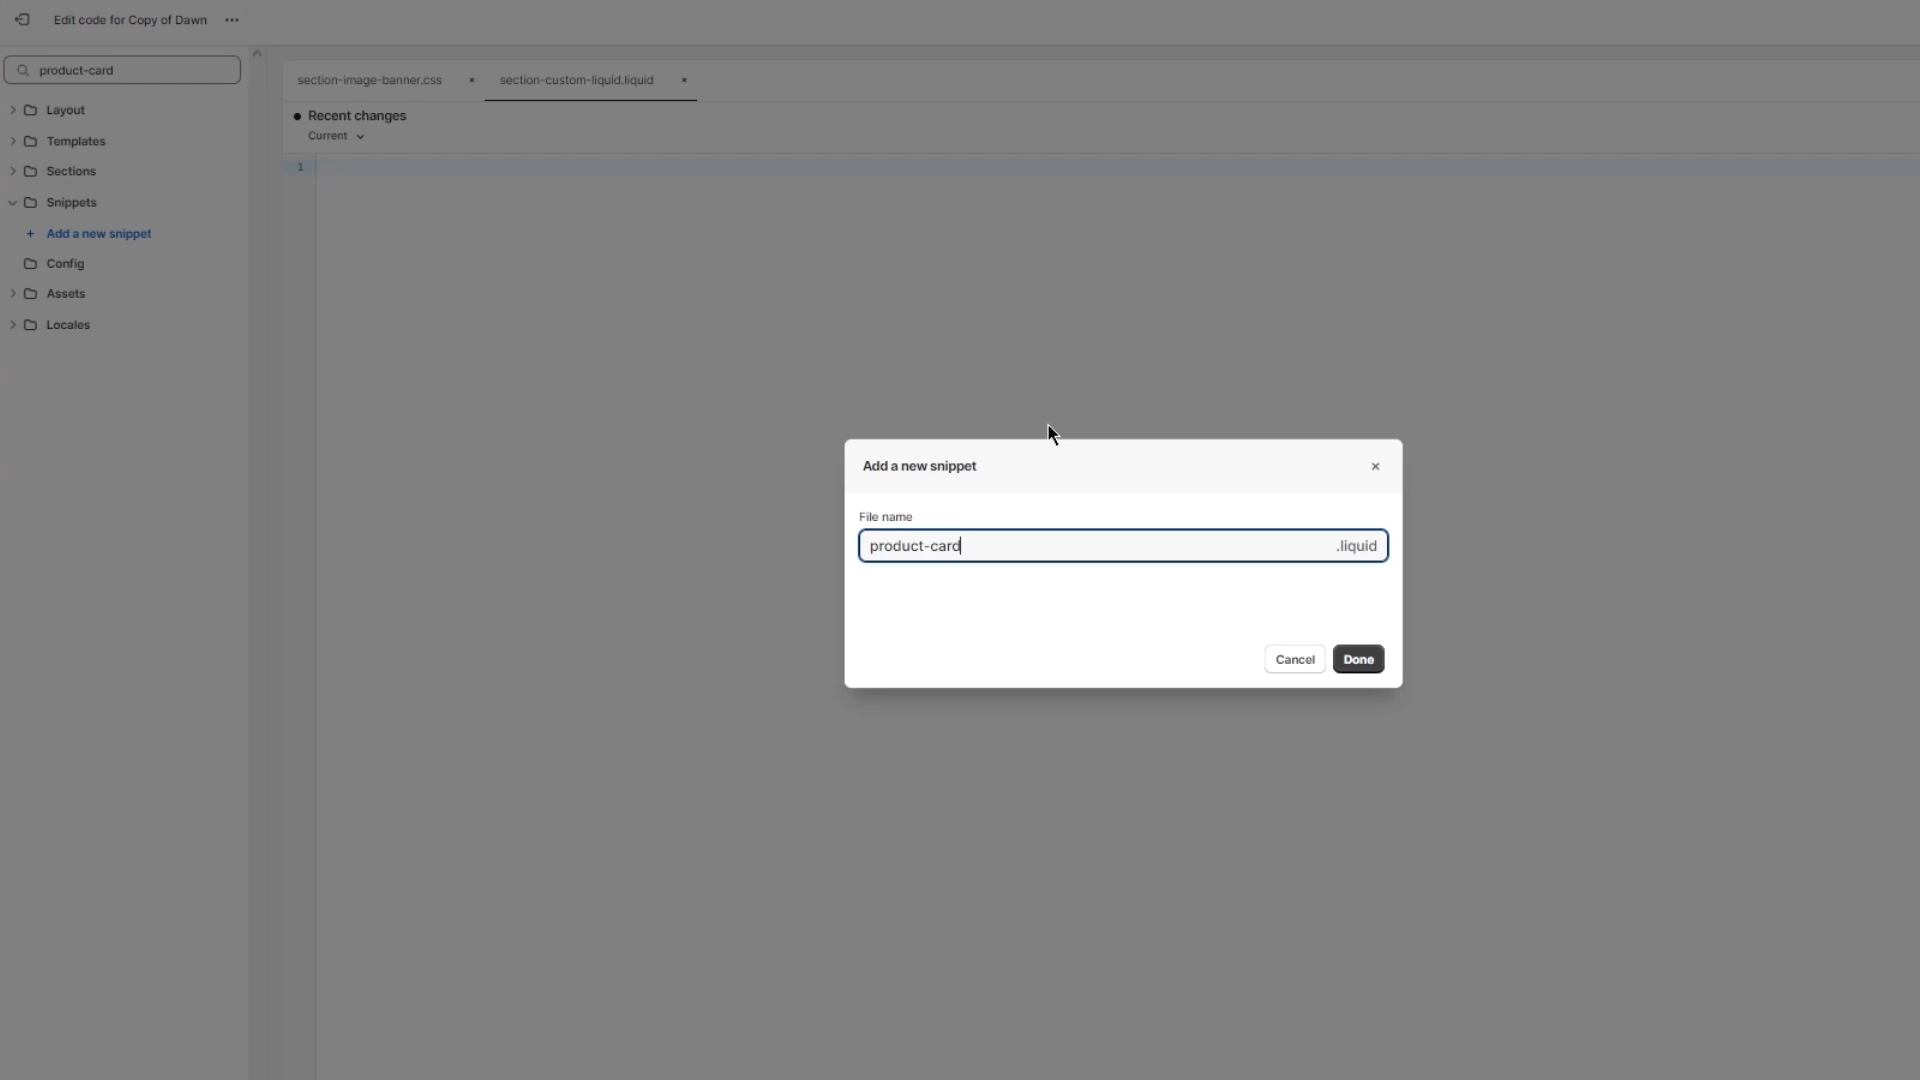 Edit code for Copy of Dawn
product-card
Layout
Templates
Sections
Snippets
+ Add a new snippet
Config
Assets
Locales
section-image-banner.css
section-custom-liquid.liquid
Recent changes
Current
1
Add a new snippet
File name
product-card .liquid
Cancel Done